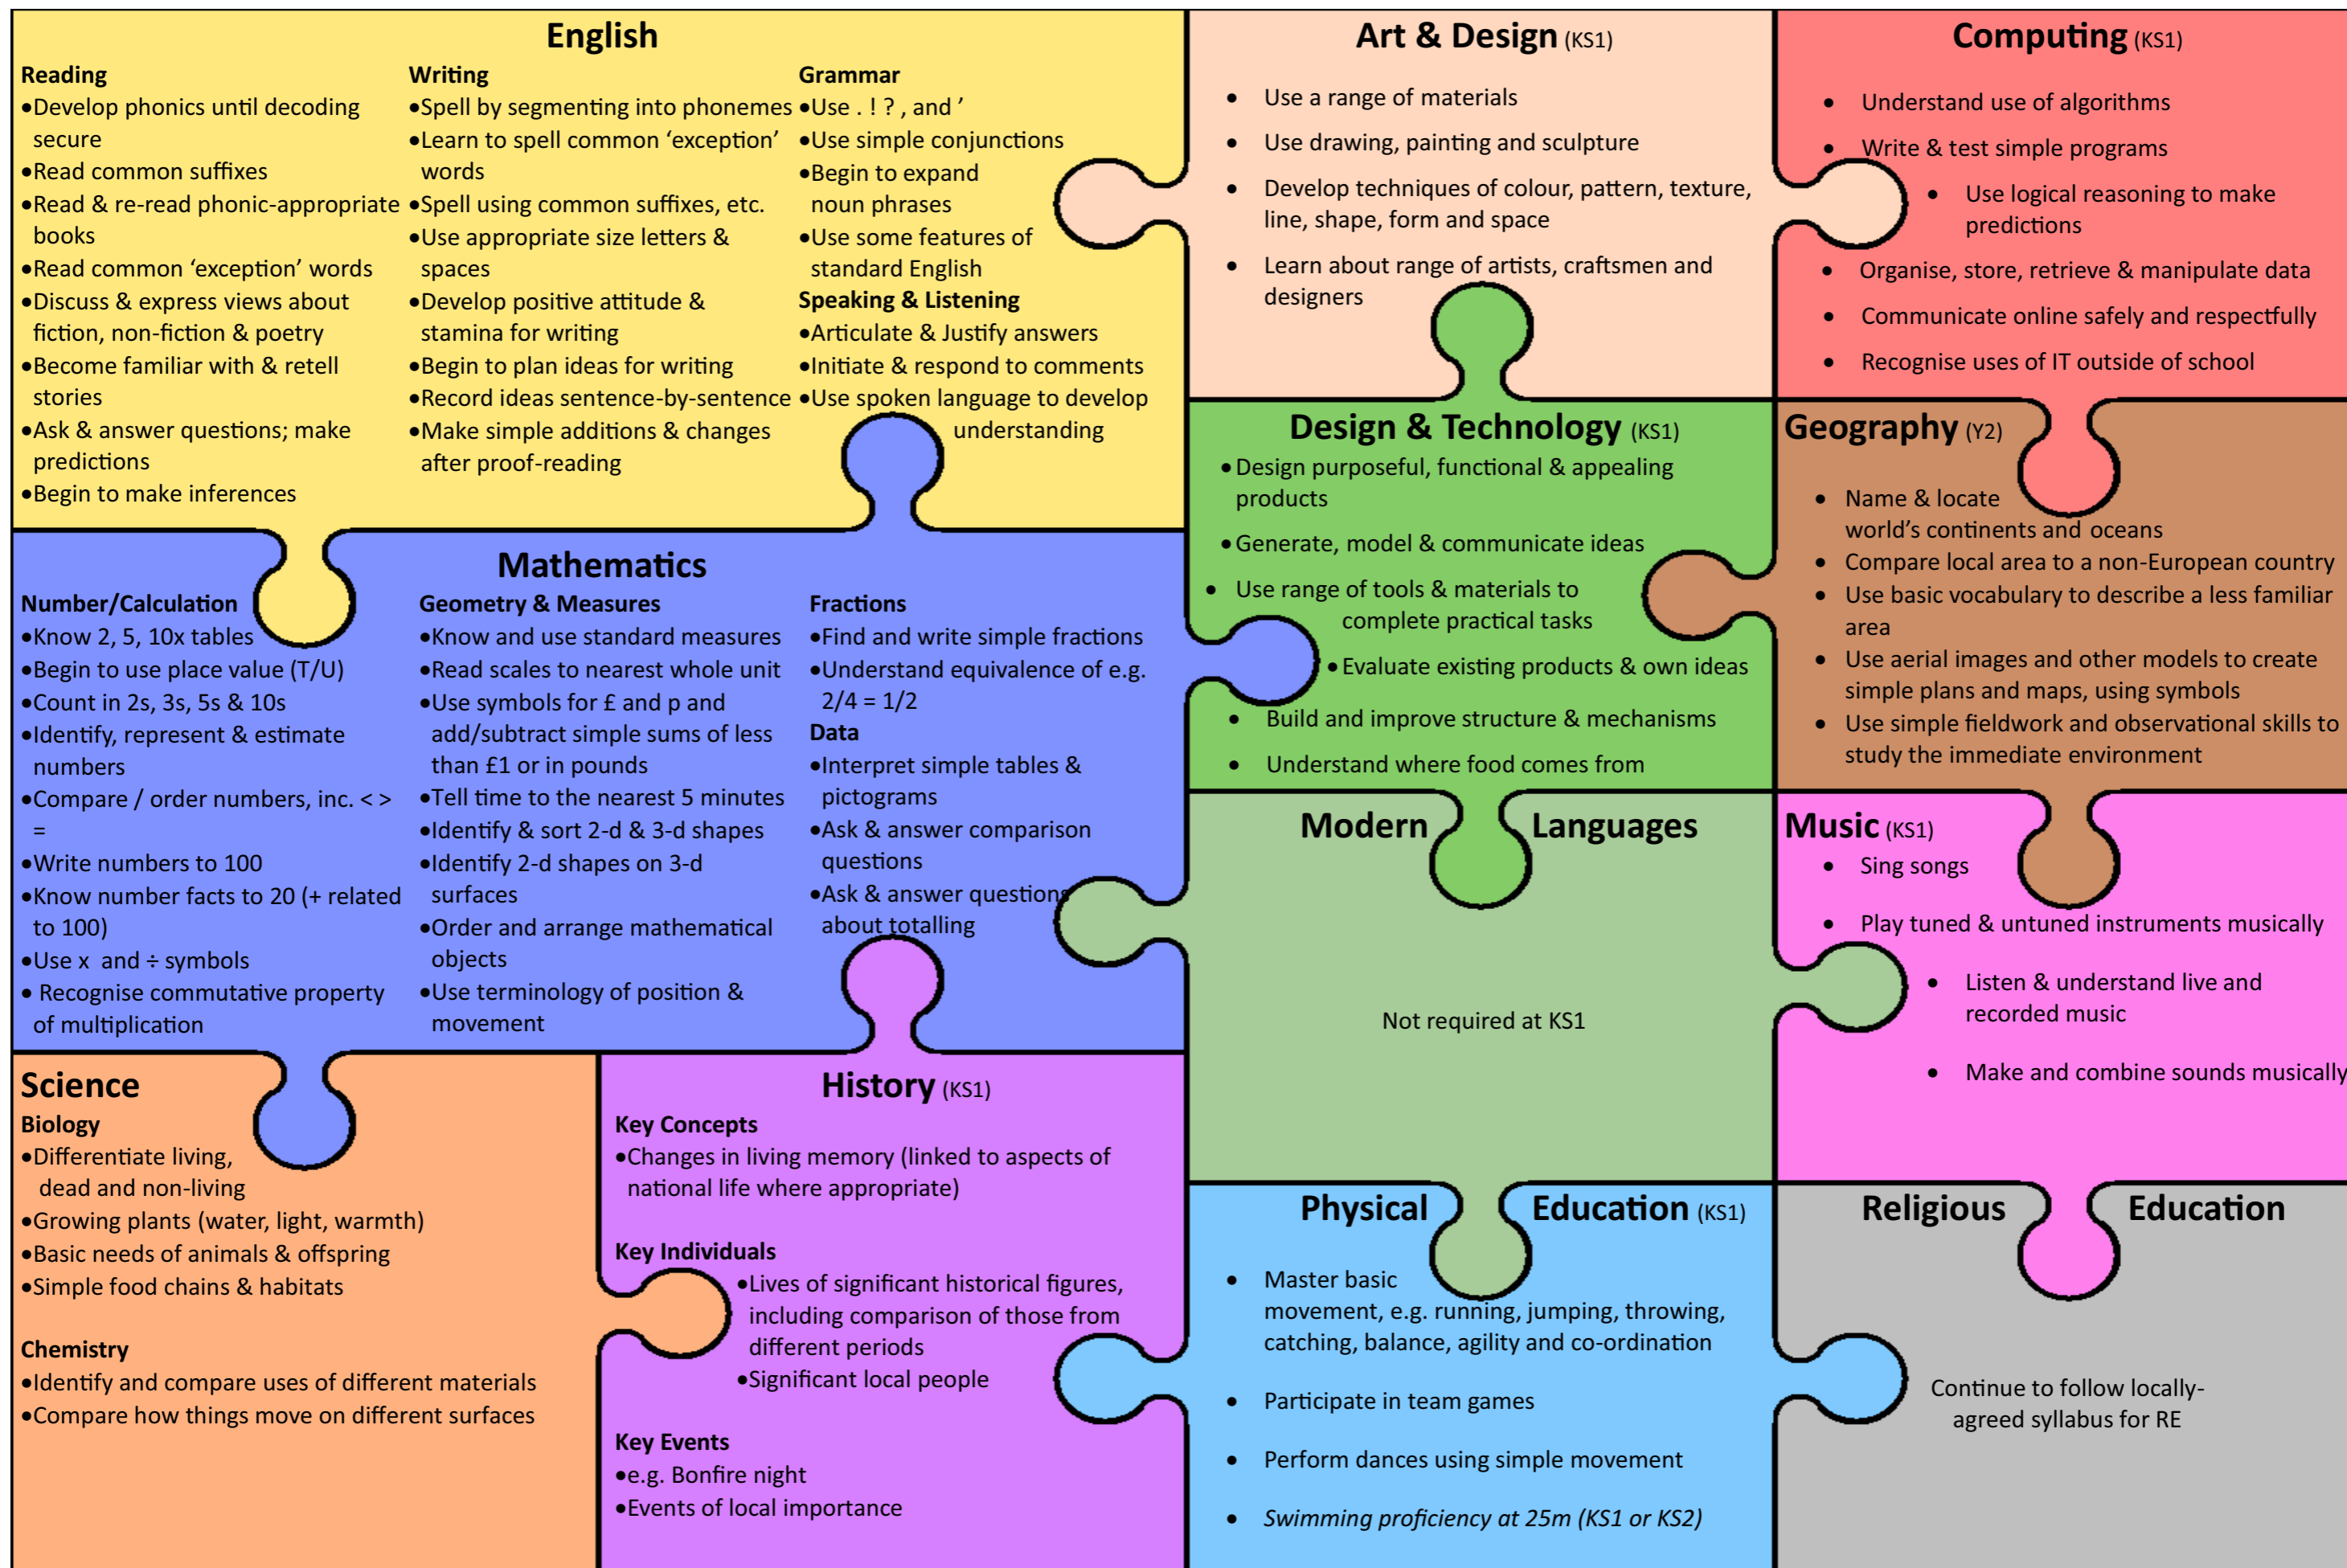 English
Reading
•Develop phonics until decoding
secure
•Read common suffixes
•Read & re-read phonic-appropriate
books
•Read common ‘exception’ words
•Discuss & express views about
fiction, non-fiction & poetry
•Become familiar with & retell
stories
•Ask & answer questions; make
predictions
•Begin to make inferences
Writing
•Spell by segmenting into phonemes
•Learn to spell common ‘exception’
words
•Spell using common suffixes, etc.
•Use appropriate size letters &
spaces
•Develop positive attitude &
stamina for writing
•Begin to plan ideas for writing
•Record ideas sentence-by-sentence
•Make simple additions & changes
after proof-reading
Grammar
•Use . ! ? , and ’
•Use simple conjunctions
•Begin to expand
noun phrases
•Use some features of
standard English
Speaking & Listening
•Articulate & Justify answers
•Initiate & respond to comments
•Use spoken language to develop
understanding
Art & Design (KS1)
• Use a range of materials
• Use drawing, painting and sculpture
• Develop techniques of colour, pattern, texture,
line, shape, form and space
• Learn about range of artists, craftsmen and
designers
Computing (KS1)
• Understand use of algorithms
• Write & test simple programs
• Use logical reasoning to make
predictions
• Organise, store, retrieve & manipulate data
• Communicate online safely and respectfully
• Recognise uses of IT outside of school
Mathematics
Number/Calculation
•Know 2, 5, 10x tables
•Begin to use place value (T/U)
•Count in 2s, 3s, 5s & 10s
•Identify, represent & estimate
numbers
•Compare / order numbers, inc. < >
=
•Write numbers to 100
•Know number facts to 20 (+ related
to 100)
•Use x and ÷ symbols
• Recognise commutative property
of multiplication
Geometry & Measures
•Know and use standard measures
•Read scales to nearest whole unit
•Use symbols for £ and p and
add/subtract simple sums of less
than £1 or in pounds
•Tell time to the nearest 5 minutes
•Identify & sort 2-d & 3-d shapes
•Identify 2-d shapes on 3-d
surfaces
•Order and arrange mathematical
objects
•Use terminology of position &
movement
Fractions
•Find and write simple fractions
•Understand equivalence of e.g.
2/4 = 1/2
Data
•Interpret simple tables &
pictograms
•Ask & answer comparison
questions
•Ask & answer questions
about totalling
Design & Technology (KS1)
•Design purposeful, functional & appealing
products
•Generate, model & communicate ideas
• Use range of tools & materials to
complete practical tasks
•Evaluate existing products & own ideas
• Build and improve structure & mechanisms
• Understand where food comes from
Geography (Y2)
• Name & locate
world’s continents and oceans
• Compare local area to a non-European country
• Use basic vocabulary to describe a less familiar
area
• Use aerial images and other models to create
simple plans and maps, using symbols
• Use simple fieldwork and observational skills to
study the immediate environment
Modern Languages
Not required at KS1
Music (KS1)
• Sing songs
• Play tuned & untuned instruments musically
• Listen & understand live and
recorded music
• Make and combine sounds musically
Science
Biology
•Differentiate living,
dead and non-living
•Growing plants (water, light, warmth)
•Basic needs of animals & offspring
•Simple food chains & habitats
Chemistry
•Identify and compare uses of different materials
•Compare how things move on different surfaces
History (KS1)
Key Concepts
•Changes in living memory (linked to aspects of
national life where appropriate)
Key Individuals
•Lives of significant historical figures,
including comparison of those from
different periods
•Significant local people
Key Events
•e.g. Bonfire night
•Events of local importance
Physical Education (KS1)
• Master basic
movement, e.g. running, jumping, throwing,
catching, balance, agility and co-ordination
• Participate in team games
• Perform dances using simple movement
• Swimming proficiency at 25m (KS1 or KS2)
Religious Education
Continue to follow locally-
agreed syllabus for RE